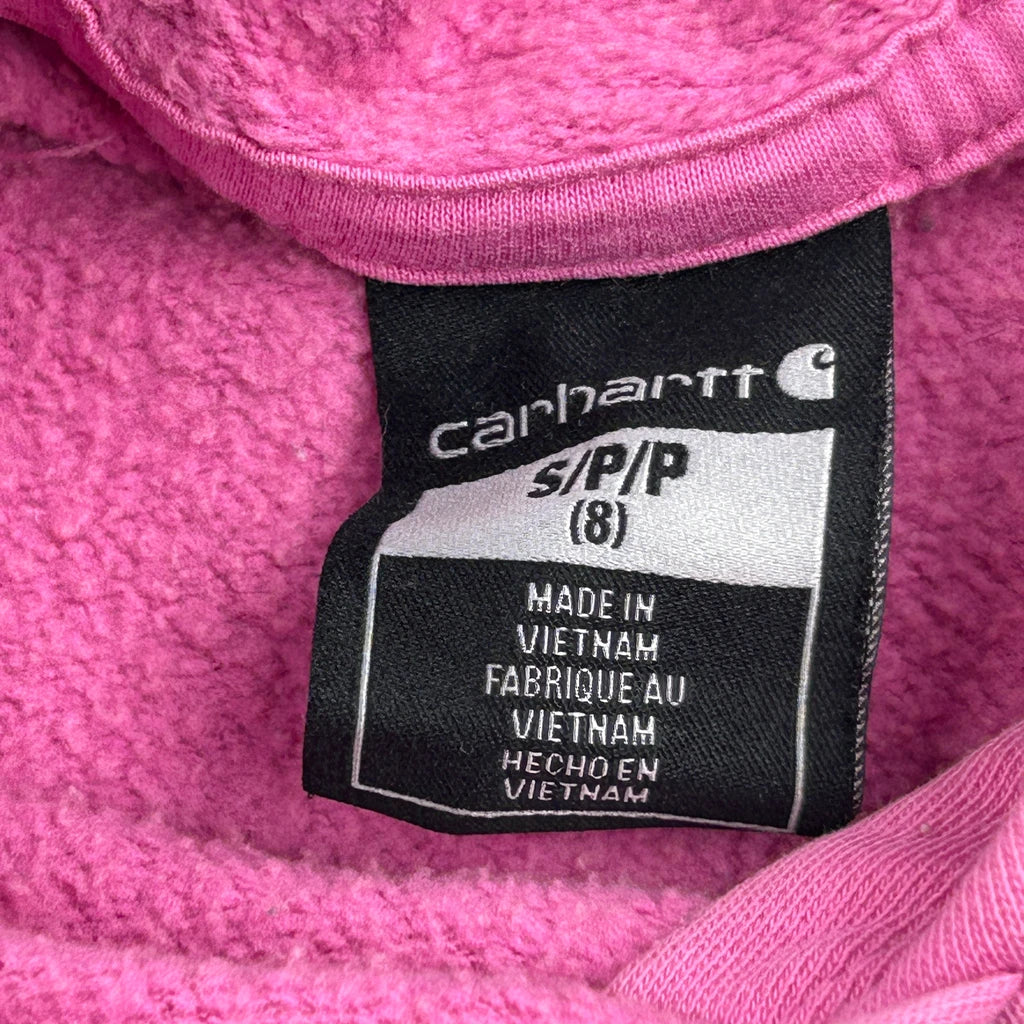 carhartt
S/P/P
(8)
MADE IN
VIETNAM
FABRIQUE AU
VIETNAM
HECHO EN
VIETNAM